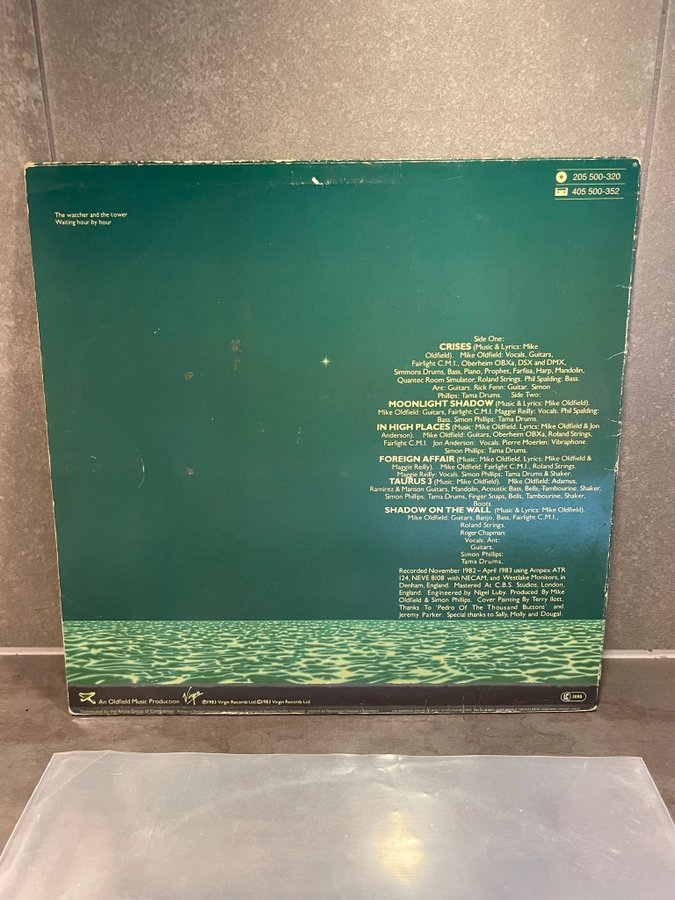 205 500-320
405 500-352
The watcher and the tower
Waiting hour by hour
Side One:
CRISES (Music & Lyrics: Mike
Oldfield). Mike Oldfield: Vocals, Guitars,
Fairlight C.M.I., Oberheim OBXa, DSX and DMX,
Simmons Drums, Bass, Piano, Prophet, Farfisa, Harp, Mandolin,
Quantec Room Simulator, Roland Strings. Phil Spalding: Bass.
Ant: Guitars. Rick Fenn: Guitar. Simon
Phillips: Tama Drums. Side Two:
MOONLIGHT SHADOW (Music & Lyrics: Mike Oldfield).
Mike Oldfield: Guitars, Fairlight C.M.I. Maggie Reilly: Vocals. Phil Spalding:
Bass. Simon Phillips: Tama Drums.
IN HIGH PLACES (Music: Mike Oldfield. Lyrics: Mike Oldfield & Jon
Anderson). Mike Oldfield: Guitars, Oberheim OBXa, Roland Strings,
Fairlight C.M.I. Jon Anderson: Vocals. Pierre Moerlen: Vibraphone.
Simon Phillips: Tama Drums.
FOREIGN AFFAIR (Music: Mike Oldfield. Lyrics: Mike Oldfield &
Maggie Reilly). Mike Oldfield: Fairlight C.M.I., Roland Strings.
Maggie Reilly: Vocals. Simon Phillips: Tama Drums & Shaker.
TAURUS 3 (Music: Mike Oldfield). Mike Oldfield: Adamus,
Ramirez & Manson Guitars, Mandolin, Acoustic Bass, Bells, Tambourine, Shaker.
Simon Phillips: Tama Drums, Finger Snaps, Bells, Tambourine, Shaker,
Boots.
SHADOW ON THE WALL (Music & Lyrics: Mike Oldfield).
Mike Oldfield: Guitars, Banjo, Bass, Fairlight C.M.I.,
Roland Strings.
Roger Chapman:
Vocals. Ant:
Guitars.
Simon Phillips:
Tama Drums.
Recorded November 1982 – April 1983 using Ampex ATR
124, NEVE 8108 with NECAM, and Westlake Monitors, in
Denham, England. Mastered At C.B.S. Studios, London,
England. Engineered by Nigel Luby. Produced By Mike
Oldfield & Simon Phillips. Cover Painting By Terry Ilott.
Thanks To 'Pedro Of The Thousand Buttons' and
Jeremy Parker. Special thanks to Sally, Molly and Dougal.
An Oldfield Music Production Virgin ℗1983 Virgin Records Ltd. ©1983 Virgin Records Ltd.
LC 3098
Distributed by the Ariola Group of Companies